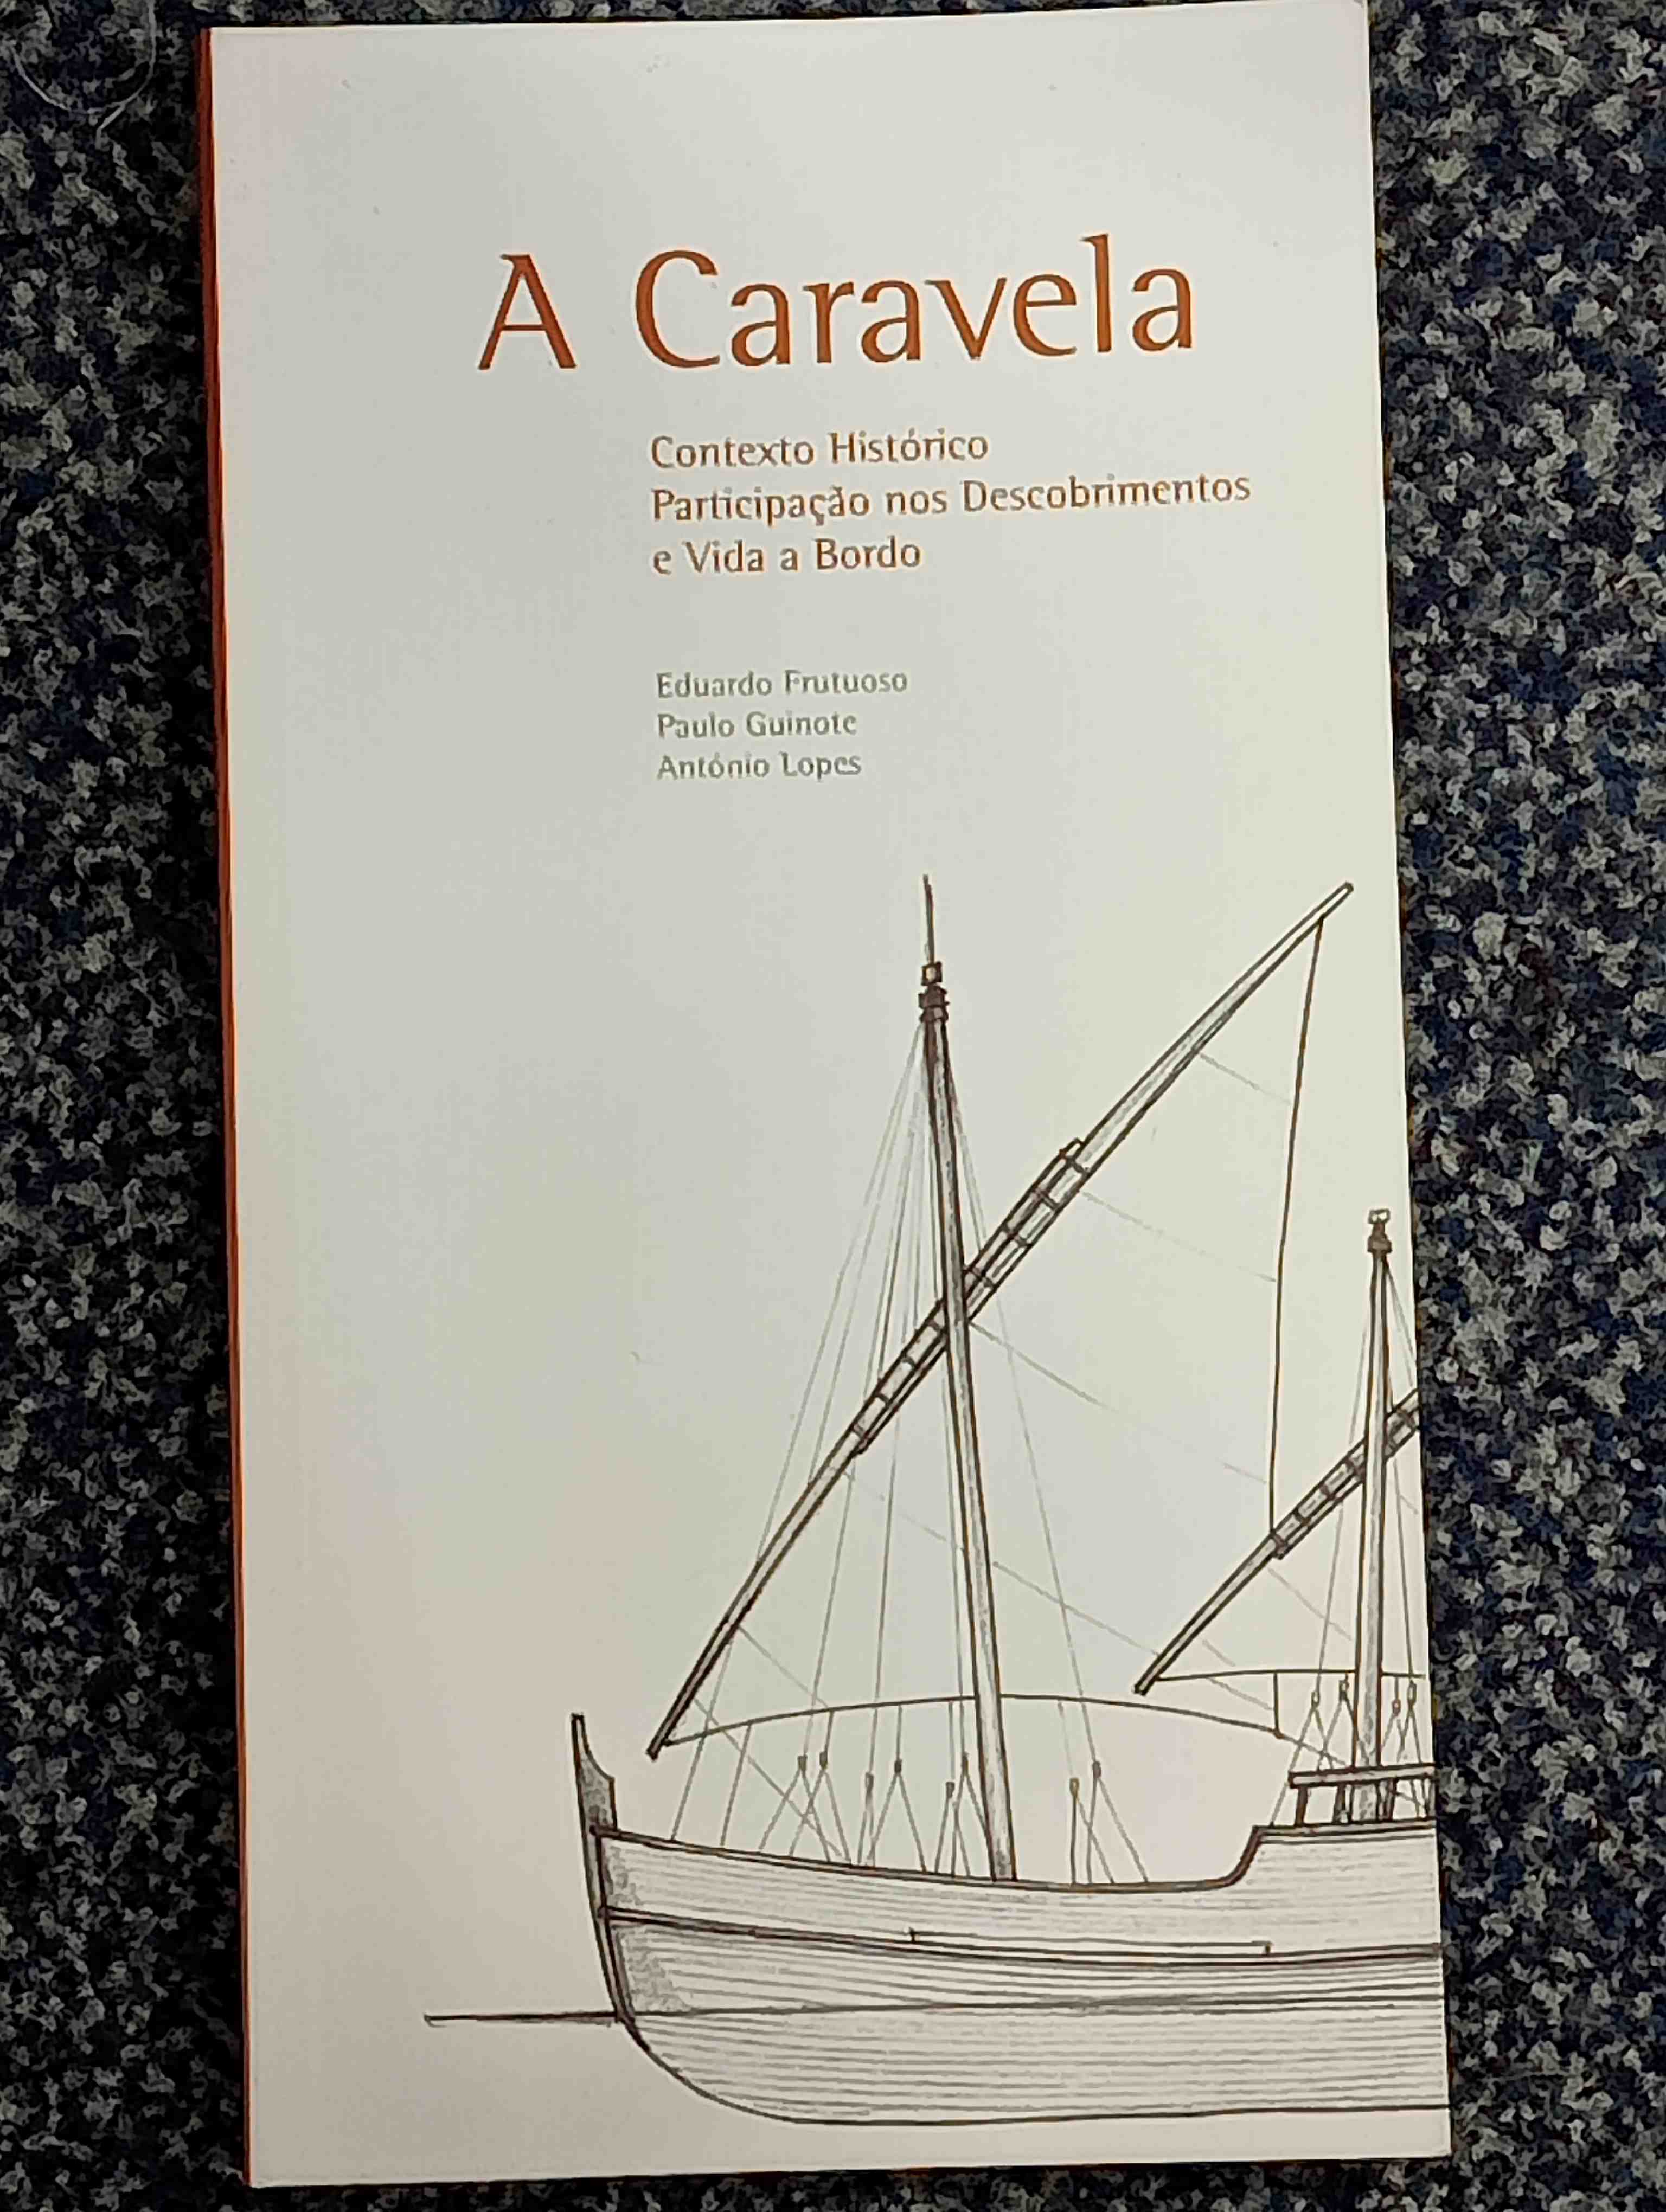 A Caravela
Contexto Histórico
Participação nos Descobrimentos
e Vida a Bordo
Eduardo Frutuoso
Paulo Guinote
António Lopes